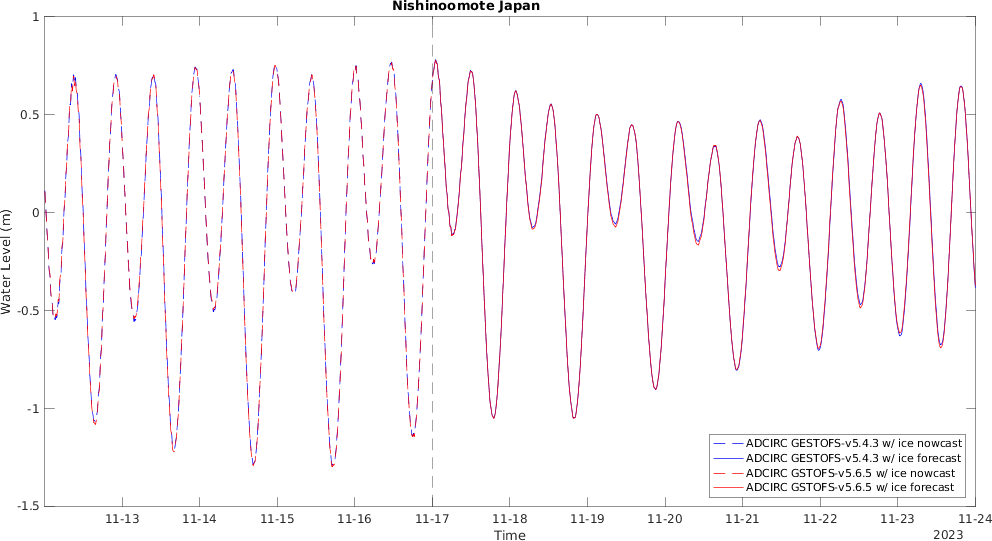 Nishinoomote Japan
1
0.5
0
-0.5
-1
-1.5
Water Level (m)
11-13 11-14 11-15 11-16 11-17 11-18 11-19 11-20 11-21 11-22 11-23 11-24
Time
2023
ADCIRC GESTOFS-v5.4.3 w/ ice nowcast
ADCIRC GESTOFS-v5.4.3 w/ ice forecast
ADCIRC GSTOFS-v5.6.5 w/ ice nowcast
ADCIRC GSTOFS-v5.6.5 w/ ice forecast